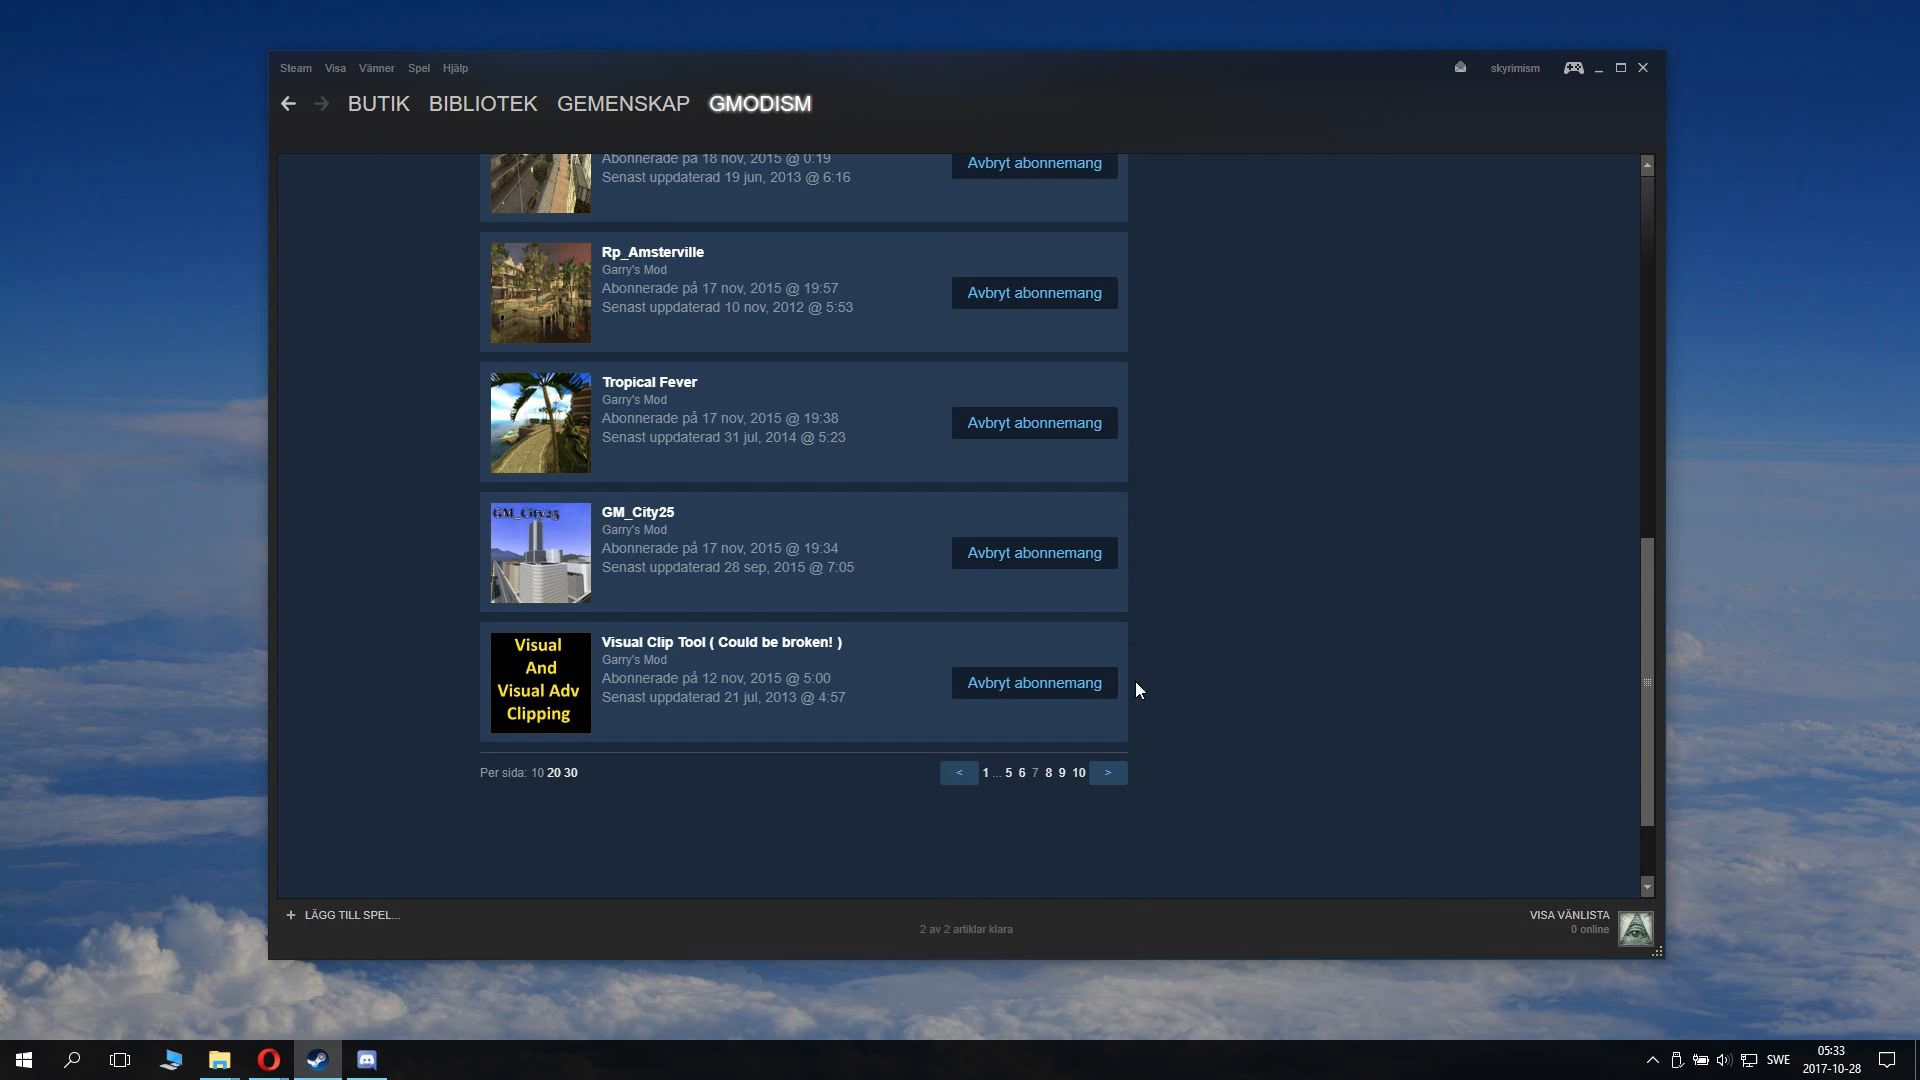 Steam Visa Vänner Spel Hjälp
skyrimism
BUTIK BIBLIOTEK GEMENSKAP GMODISM
Abonnerade på 18 nov, 2015 @ 0:19
Senast uppdaterad 19 jun, 2013 @ 6:16
Avbryt abonnemang
Rp_Amsterville
Garry's Mod
Abonnerade på 17 nov, 2015 @ 19:57
Senast uppdaterad 10 nov, 2012 @ 5:53
Avbryt abonnemang
Tropical Fever
Garry's Mod
Abonnerade på 17 nov, 2015 @ 19:38
Senast uppdaterad 31 jul, 2014 @ 5:23
Avbryt abonnemang
GM_City25
GM_City25
Garry's Mod
Abonnerade på 17 nov, 2015 @ 19:34
Senast uppdaterad 28 sep, 2015 @ 7:05
Avbryt abonnemang
Visual
And
Visual Adv
Clipping
Visual Clip Tool ( Could be broken! )
Garry's Mod
Abonnerade på 12 nov, 2015 @ 5:00
Senast uppdaterad 21 jul, 2013 @ 4:57
Avbryt abonnemang
Per sida: 10 20 30
< 1 ... 5 6 7 8 9 10 >
+ LÄGG TILL SPEL...
2 av 2 artiklar klara
VISA VÄNLISTA
0 online
SWE
05:33
2017-10-28